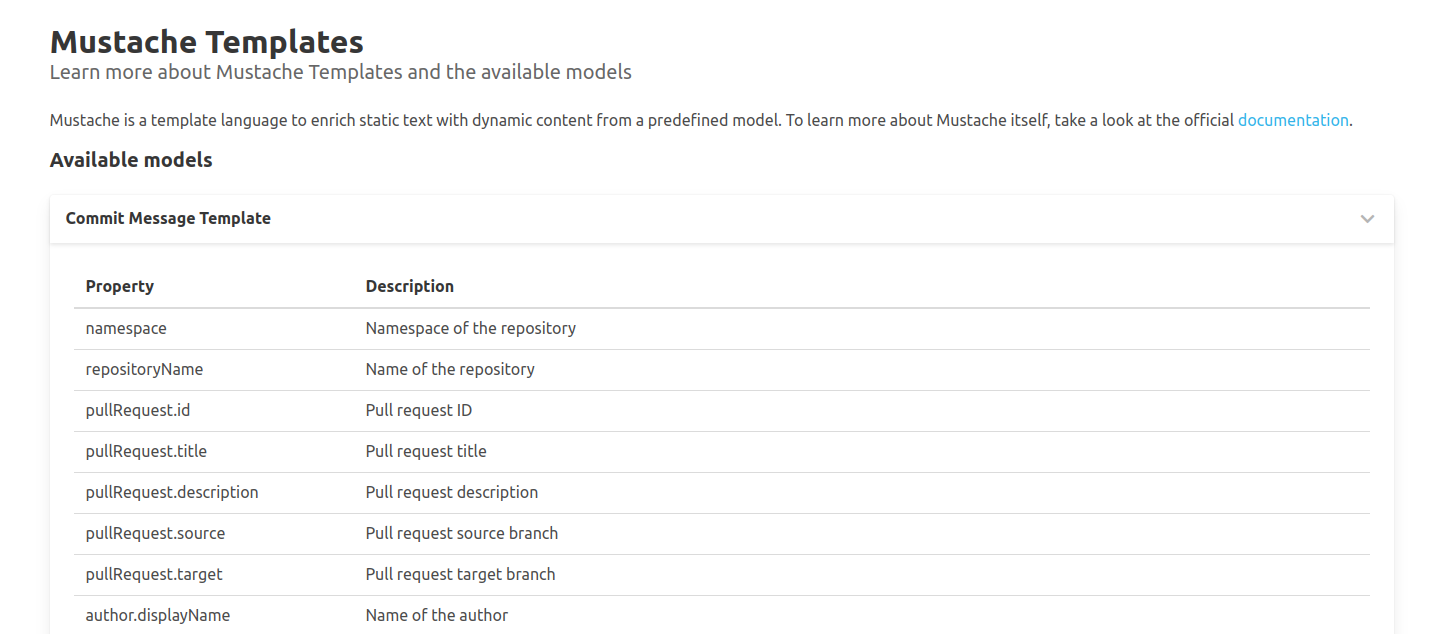 Mustache Templates
Learn more about Mustache Templates and the available models
Mustache is a template language to enrich static text with dynamic content from a predefined model. To learn more about Mustache itself, take a look at the official documentation.
Available models
Commit Message Template
Property Description
namespace Namespace of the repository
repositoryName Name of the repository
pullRequest.id Pull request ID
pullRequest.title Pull request title
pullRequest.description Pull request description
pullRequest.source Pull request source branch
pullRequest.target Pull request target branch
author.displayName Name of the author